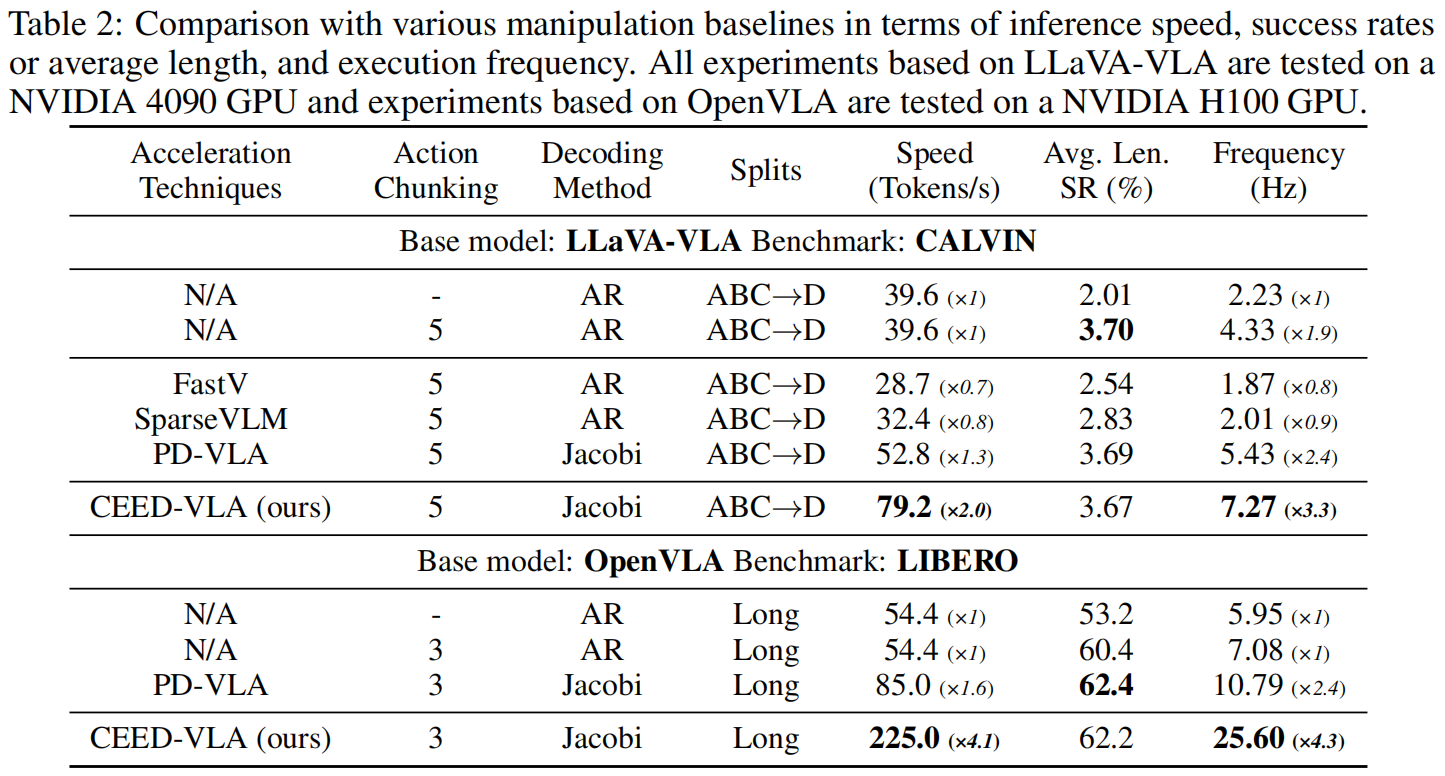 Table 2: Comparison with various manipulation baselines in terms of inference speed, success rates
or average length, and execution frequency. All experiments based on LLaVA-VLA are tested on a
NVIDIA 4090 GPU and experiments based on OpenVLA are tested on a NVIDIA H100 GPU.
Acceleration Techniques Action Chunking Decoding Method Splits Speed (Tokens/s) Avg. Len. SR (%) Frequency (Hz)
Base model: LLaVA-VLA Benchmark: CALVIN
N/A - AR ABC→D 39.6 (×1) 2.01 2.23 (×1)
N/A 5 AR ABC→D 39.6 (×1) 3.70 4.33 (×1.9)
FastV 5 AR ABC→D 28.7 (×0.7) 2.54 1.87 (×0.8)
SparseVLM 5 AR ABC→D 32.4 (×0.8) 2.83 2.01 (×0.9)
PD-VLA 5 Jacobi ABC→D 52.8 (×1.3) 3.69 5.43 (×2.4)
CEED-VLA (ours) 5 Jacobi ABC→D 79.2 (×2.0) 3.67 7.27 (×3.3)
Base model: OpenVLA Benchmark: LIBERO
N/A - AR Long 54.4 (×1) 53.2 5.95 (×1)
N/A 3 AR Long 54.4 (×1) 60.4 7.08 (×1)
PD-VLA 3 Jacobi Long 85.0 (×1.6) 62.4 10.79 (×2.4)
CEED-VLA (ours) 3 Jacobi Long 225.0 (×4.1) 62.2 25.60 (×4.3)